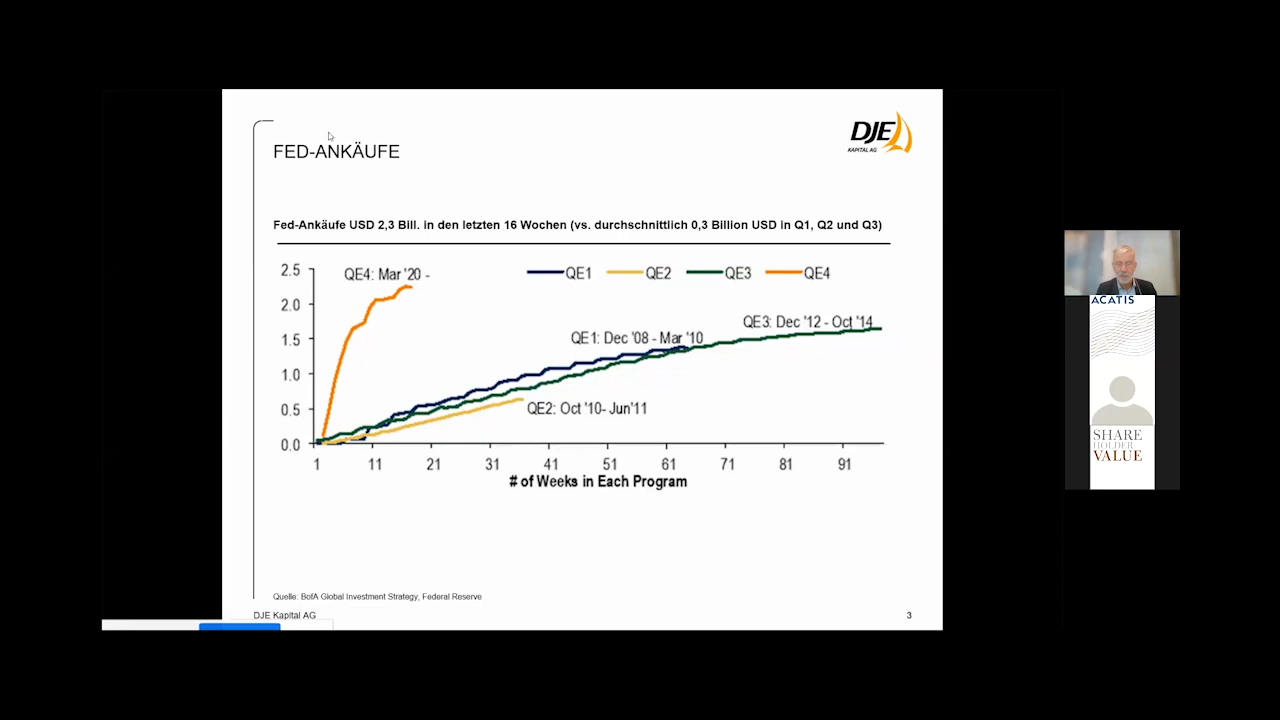 FED-ANKÄUFE
DJE
KAPITAL AG
Fed-Ankäufe USD 2,3 Bill. in den letzten 16 Wochen (vs. durchschnittlich 0,3 Billion USD in Q1, Q2 und Q3)
QE4: Mar '20 -
QE1 QE2 QE3 QE4
2.5
2.0
1.5
1.0
0.5
0.0
QE1: Dec '08 - Mar '10
QE3: Dec '12 - Oct '14
QE2: Oct '10- Jun'11
1 11 21 31 41 51 61 71 81 91
# of Weeks in Each Program
Quelle: BofA Global Investment Strategy, Federal Reserve
DJE Kapital AG
3
ACATIS
SHARE
HOLDER
VALUE